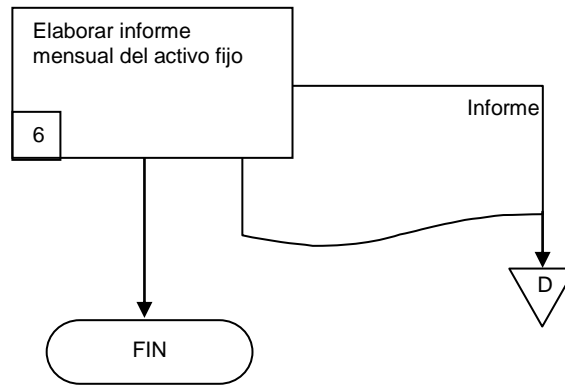 Elaborar informe
mensual del activo fijo
Informe
6
D
FIN